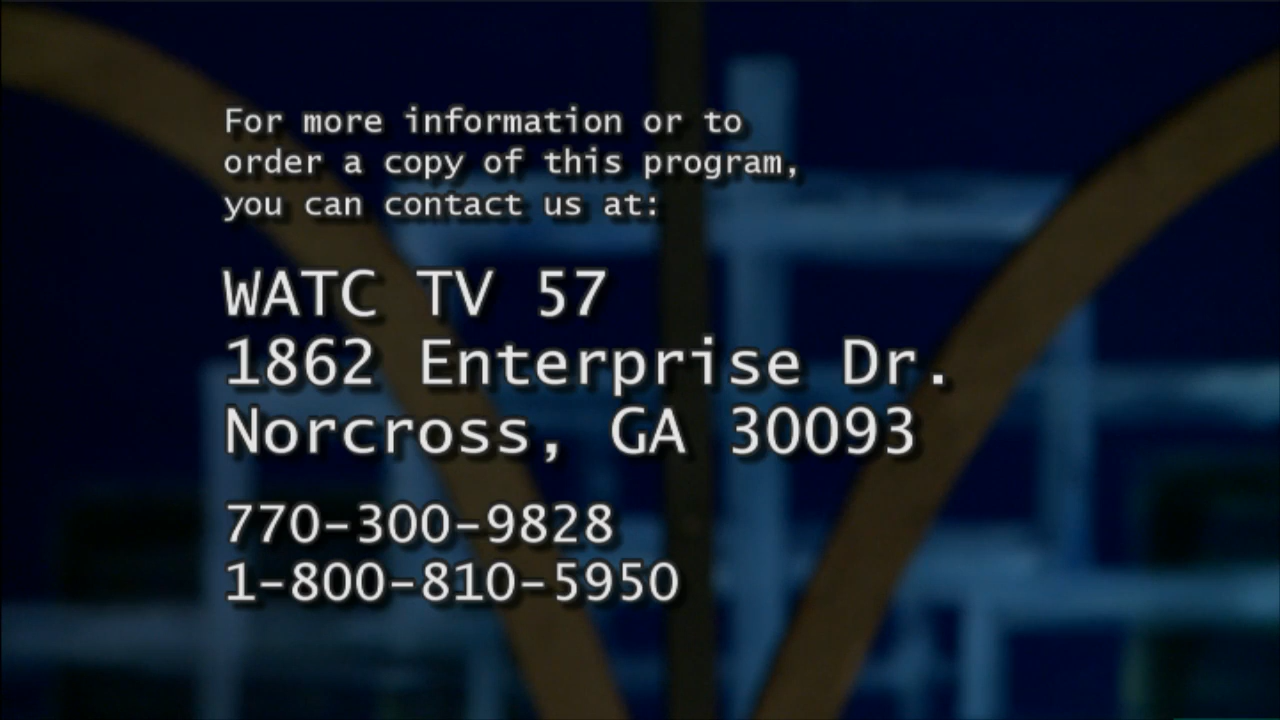 For more information or to
order a copy of this program,
you can contact us at:
WATC TV 57
1862 Enterprise Dr.
Norcross, GA 30093
770-300-9828
1-800-810-5950